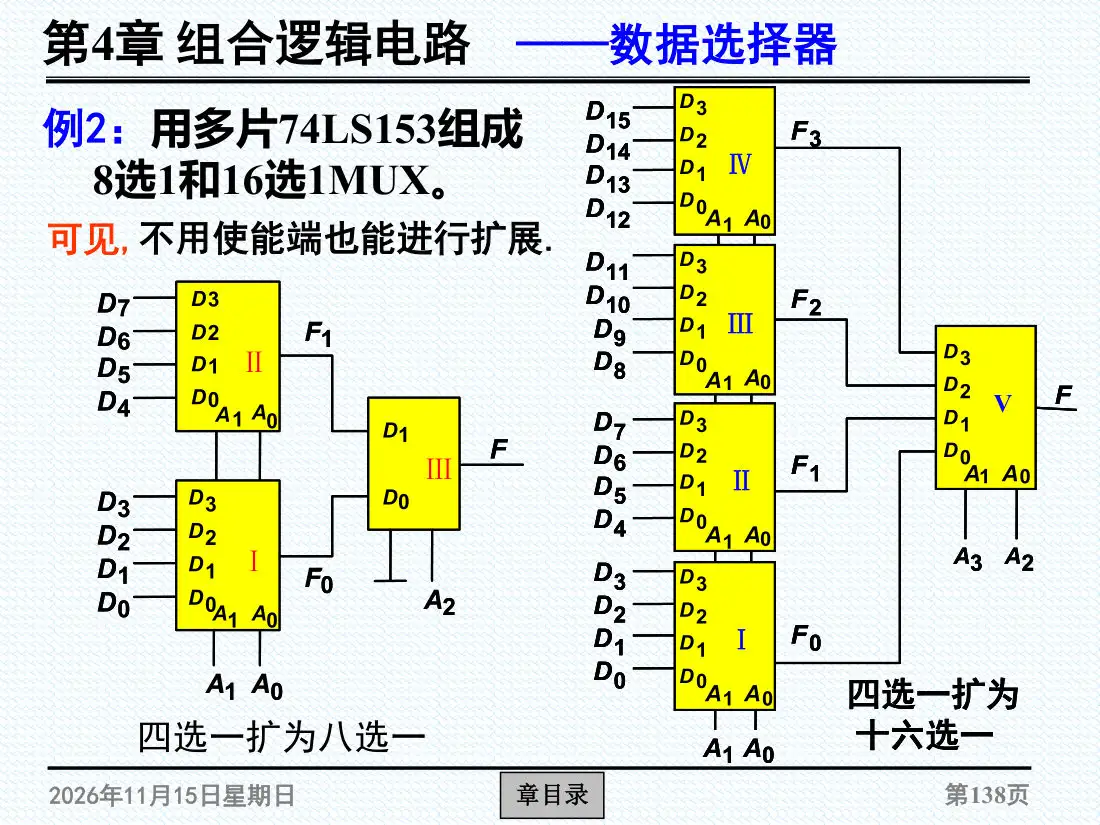 第4章 组合逻辑电路 ——数据选择器
例2：用多片74LS153组成
8选1和16选1MUX。
可见,不用使能端也能进行扩展.
D7
D6
D5
D4
D3
D2
D1
D0
Ⅱ
A1 A0
F1
D3
D2
D1
D0
D3
D2
D1
D0
Ⅰ
A1 A0
F0
A1 A0
D1
D0
Ⅲ
F
A2
四选一扩为八选一
D15
D14
D13
D12
D3
D2
D1
D0
Ⅳ
A1 A0
F3
D11
D10
D9
D8
D3
D2
D1
D0
Ⅲ
A1 A0
F2
D7
D6
D5
D4
D3
D2
D1
D0
Ⅱ
A1 A0
F1
D3
D2
D1
D0
D3
D2
D1
D0
Ⅰ
A1 A0
F0
A1 A0
D3
D2
D1
D0
V
A1 A0
F
A3 A2
四选一扩为
十六选一
2026年11月15日星期日
章目录
第138页